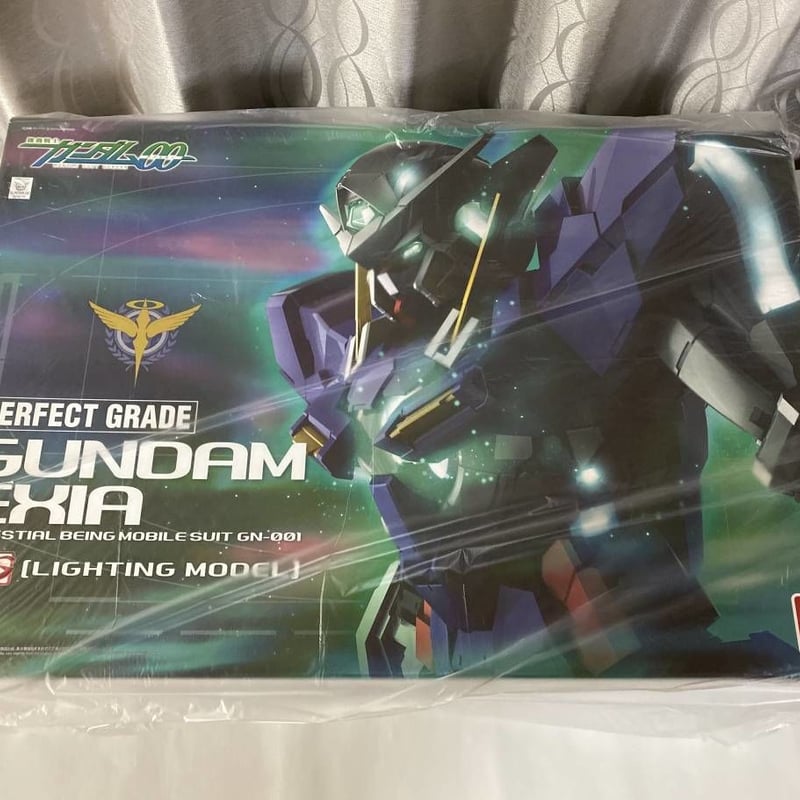 機動戦士
ガンダム00
ERFECT GRADE
GUNDAM
EXIA
ESTIAL BEING MOBILE SUIT GN-001
[LIGHTING MODEL]